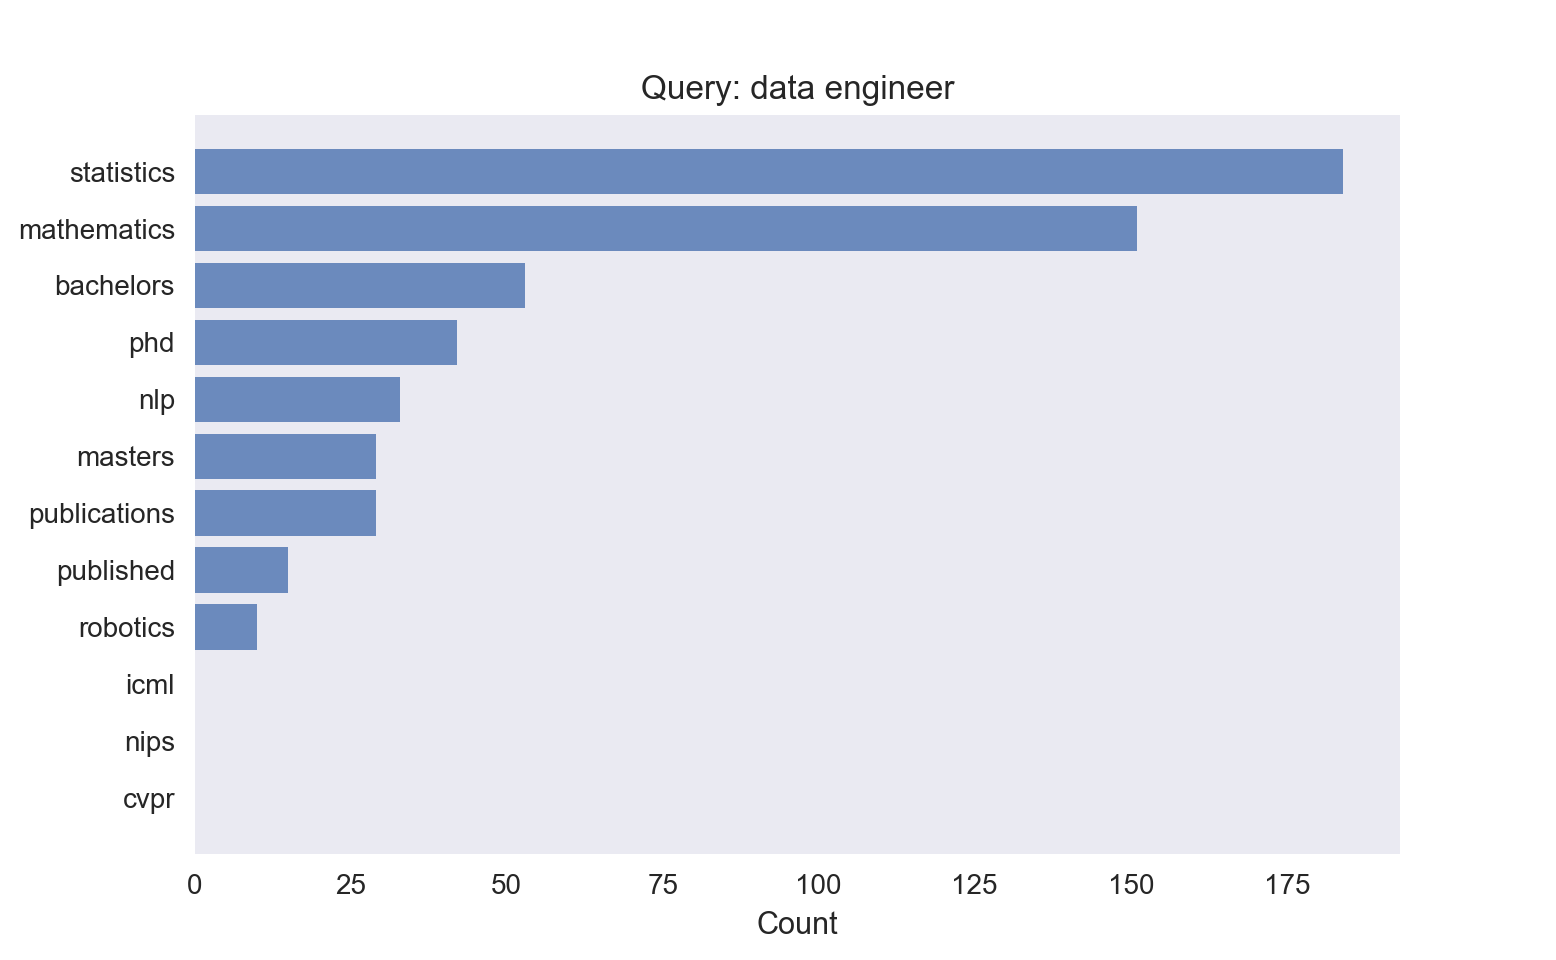 Query: data engineer
statistics
mathematics
bachelors
phd
nlp
masters
publications
published
robotics
icml
nips
cvpr
0 25 50 75 100 125 150 175
Count